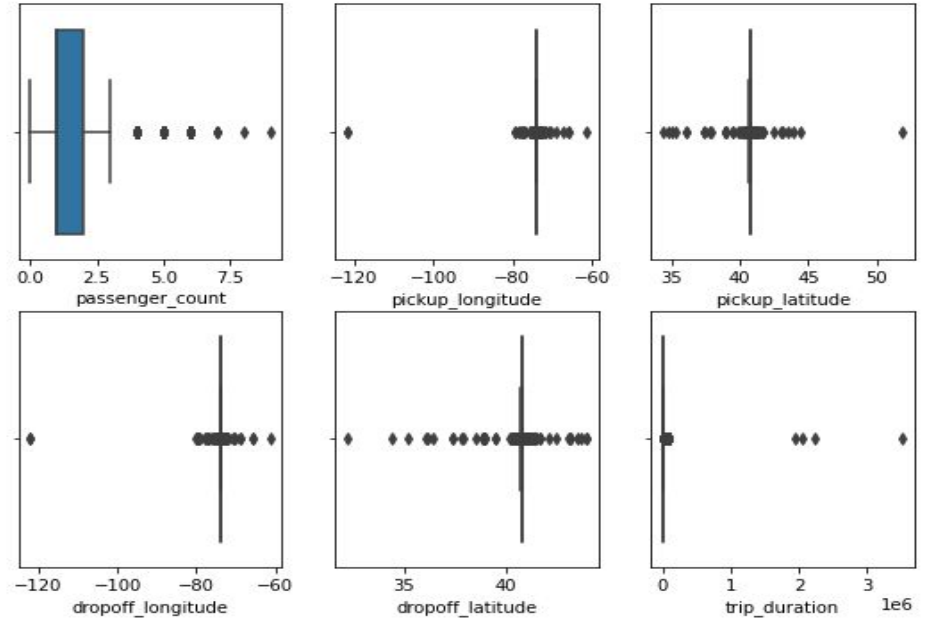 0.0 2.5 5.0 7.5
passenger_count
−120 −100 −80 −60
pickup_longitude
35 40 45 50
pickup_latitude
−120 −100 −80 −60
dropoff_longitude
35 40
dropoff_latitude
0 1 2 3
1e6
trip_duration